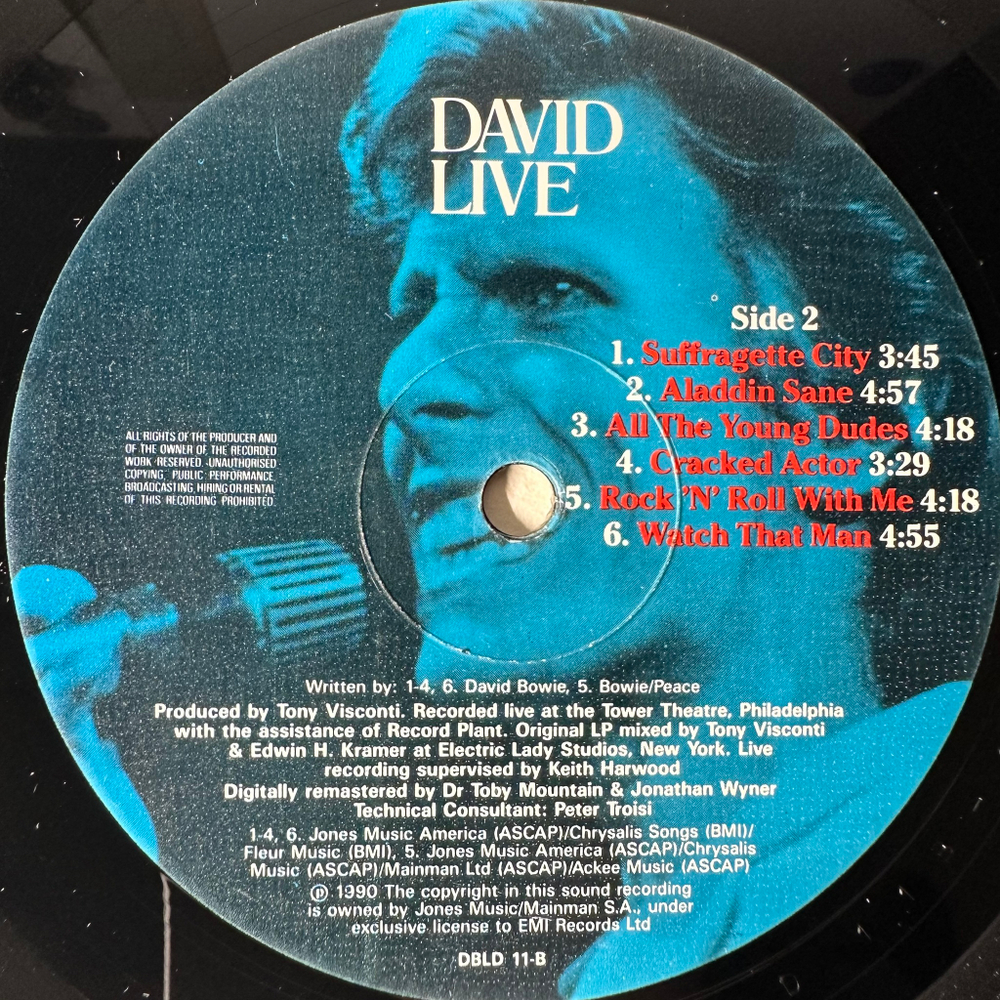 DAVID
LIVE
Side 2
1. Suffragette City 3:45
2. Aladdin Sane 4:57
3. All The Young Dudes 4:18
4. Cracked Actor 3:29
5. Rock 'N' Roll With Me 4:18
6. Watch That Man 4:55
ALL RIGHTS OF THE PRODUCER AND
OF THE OWNER OF THE RECORDED
WORK RESERVED. UNAUTHORISED
COPYING, PUBLIC PERFORMANCE,
BROADCASTING, HIRING OR RENTAL
OF THIS RECORDING PROHIBITED.
Written by: 1-4, 6. David Bowie, 5. Bowie/Peace
Produced by Tony Visconti. Recorded live at the Tower Theatre, Philadelphia
with the assistance of Record Plant. Original LP mixed by Tony Visconti
& Edwin H. Kramer at Electric Lady Studios, New York. Live
recording supervised by Keith Harwood
Digitally remastered by Dr Toby Mountain & Jonathan Wyner
Technical Consultant: Peter Troisi
1-4, 6. Jones Music America (ASCAP)/Chrysalis Songs (BMI)/
Fleur Music (BMI), 5. Jones Music America (ASCAP)/Chrysalis
Music (ASCAP)/Mainman Ltd (ASCAP)/Ackee Music (ASCAP)
℗ 1990 The copyright in this sound recording
is owned by Jones Music/Mainman S.A., under
exclusive license to EMI Records Ltd
DBLD 11-B